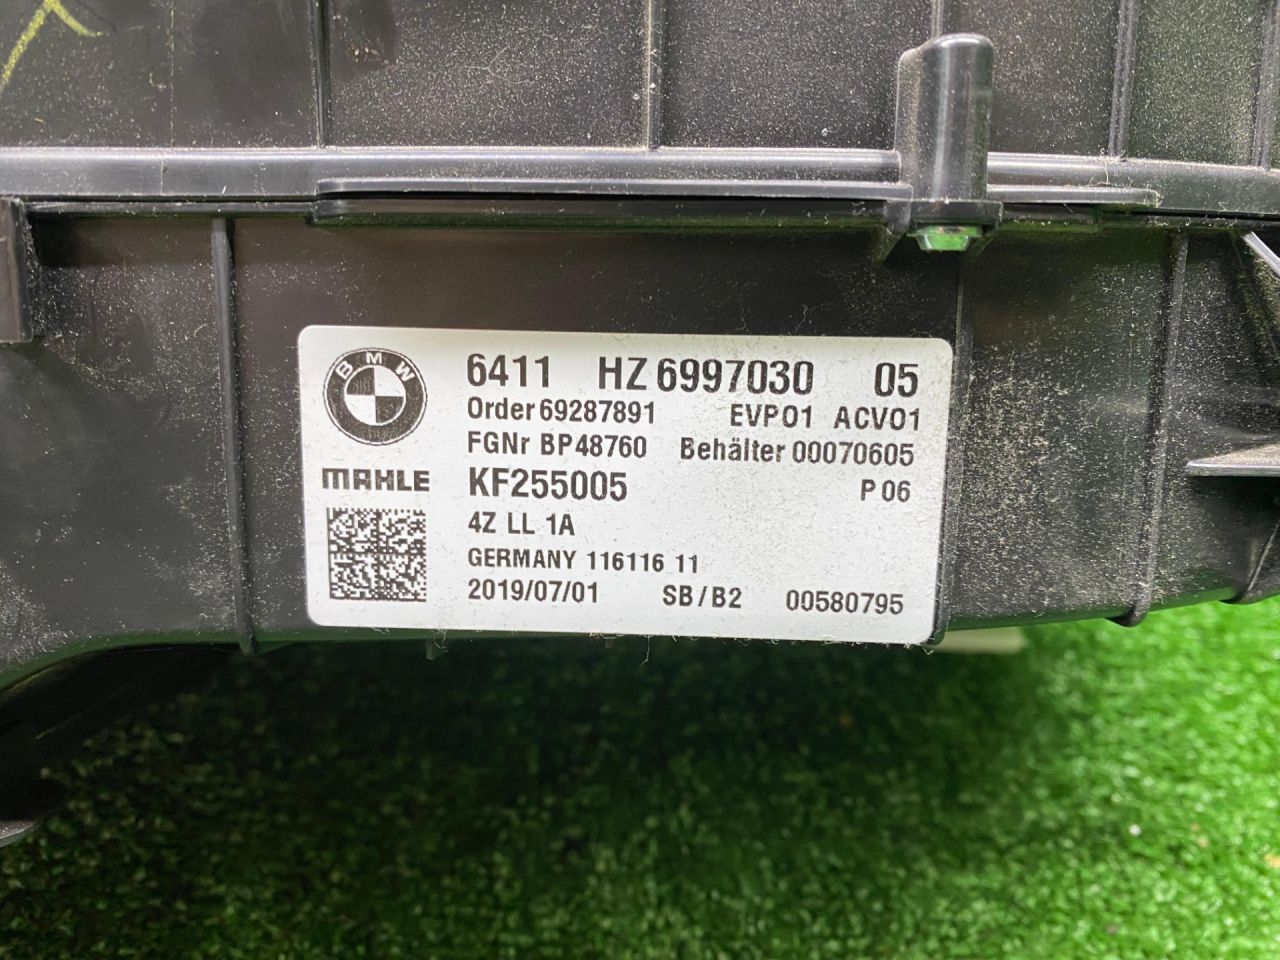 BMW
6411 HZ 6997030 05
Order 69287891 EVP01 ACV01
FGNr BP48760 Behälter 00070605
MAHLE KF255005 P 06
4Z LL 1A
GERMANY 116116 11
2019/07/01 SB/B2 00580795